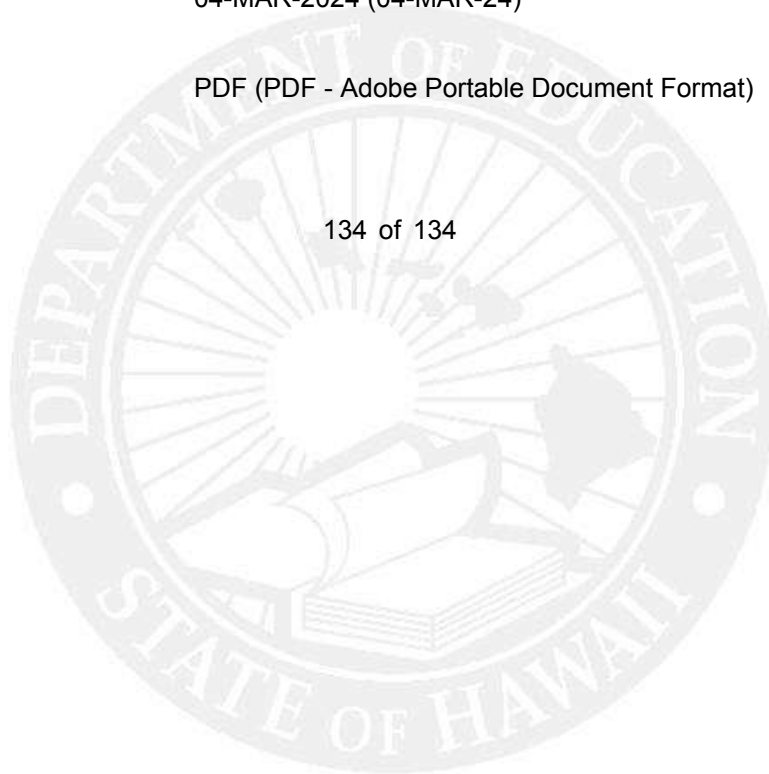 04-MAR-2024 (04-MAR-24)
PDF (PDF - Adobe Portable Document Format)
134 of 134
DEPARTMENT OF EDUCATION
STATE OF HAWAII